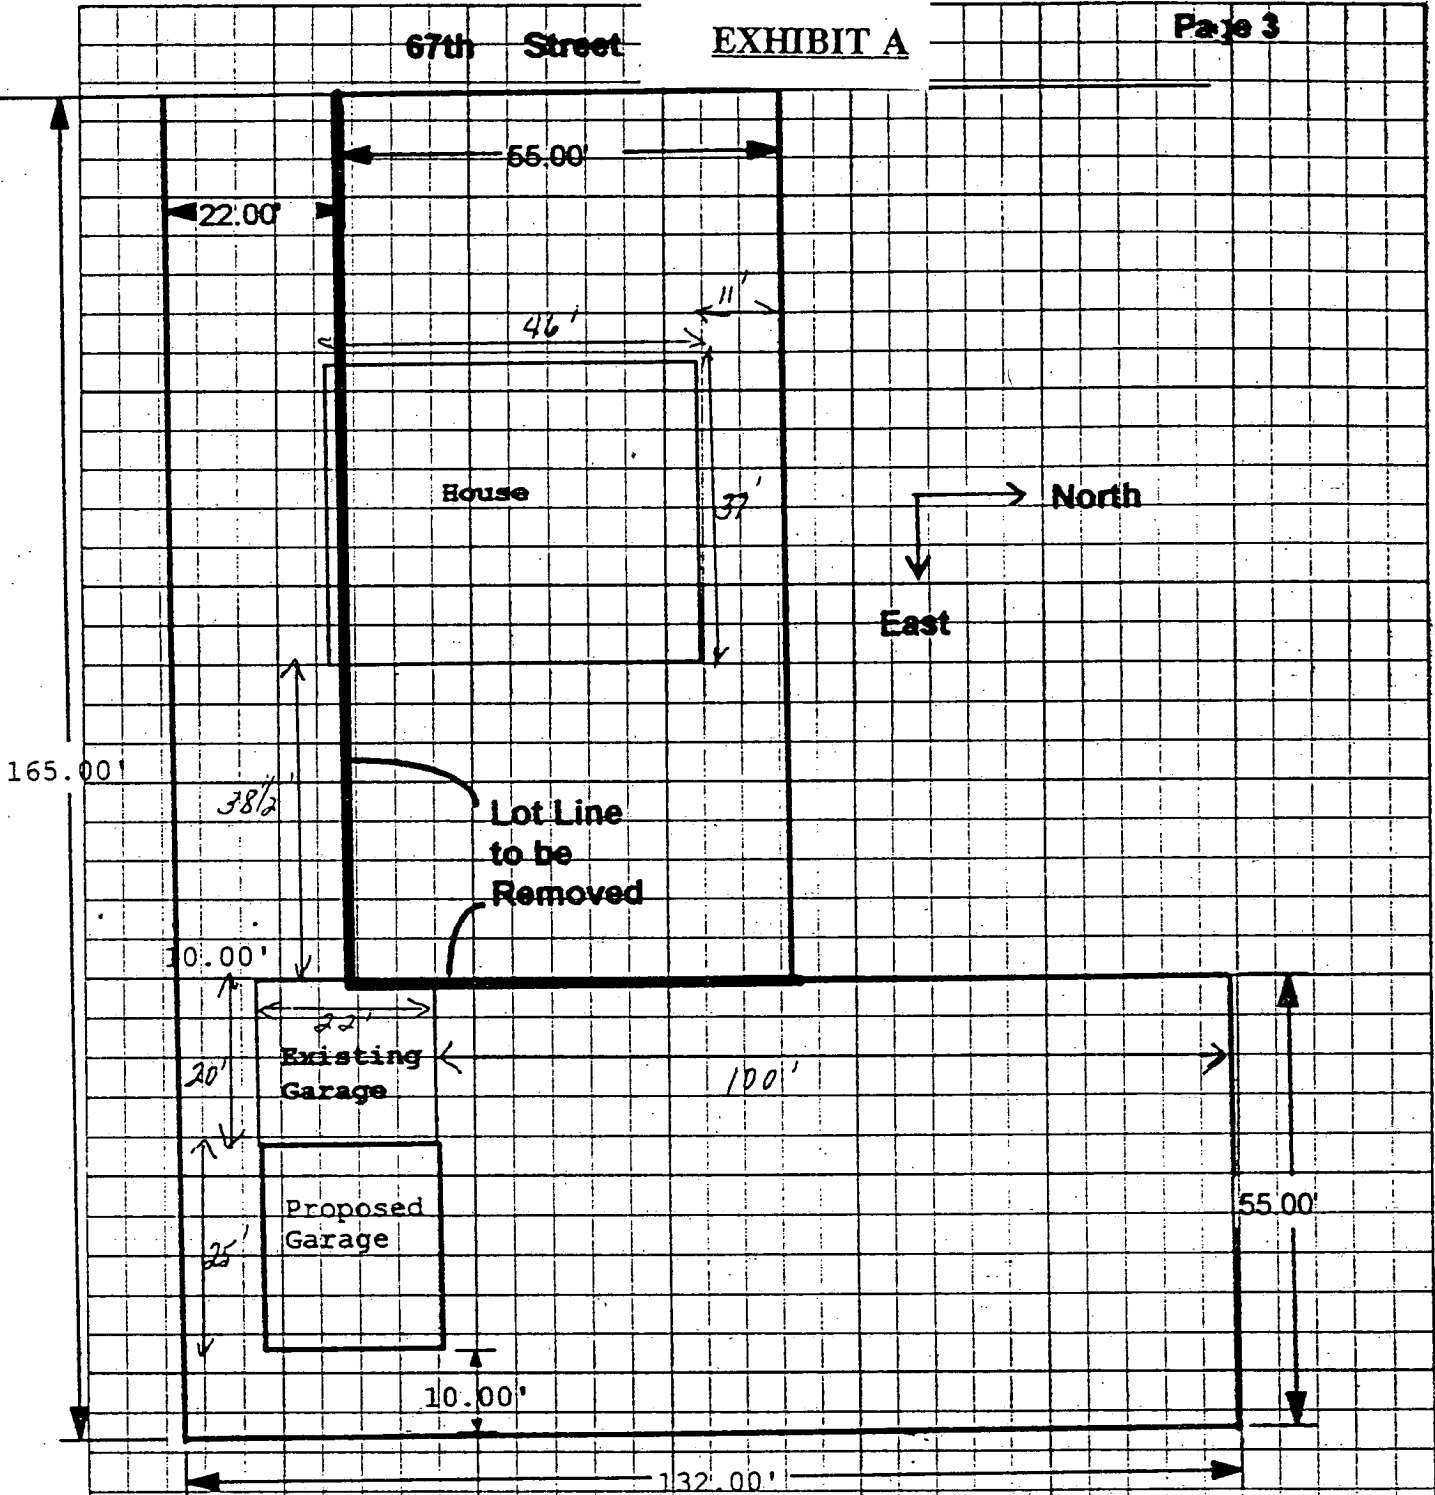 67th Street
EXHIBIT A
Page 3
55.00'
22.00'
11'
46'
House
37'
North
East
165.00'
38½'
Lot Line
to be
Removed
10.00'
22'
Existing
Garage
20'
100'
Proposed
Garage
25'
55.00'
10.00'
132.00'